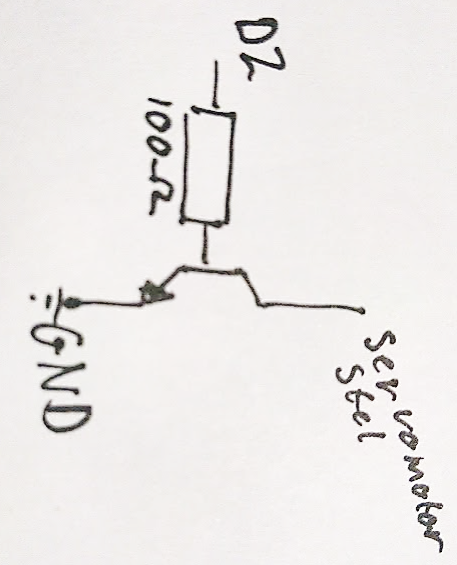 D2
100Ω
Servomotor
Stel
GND